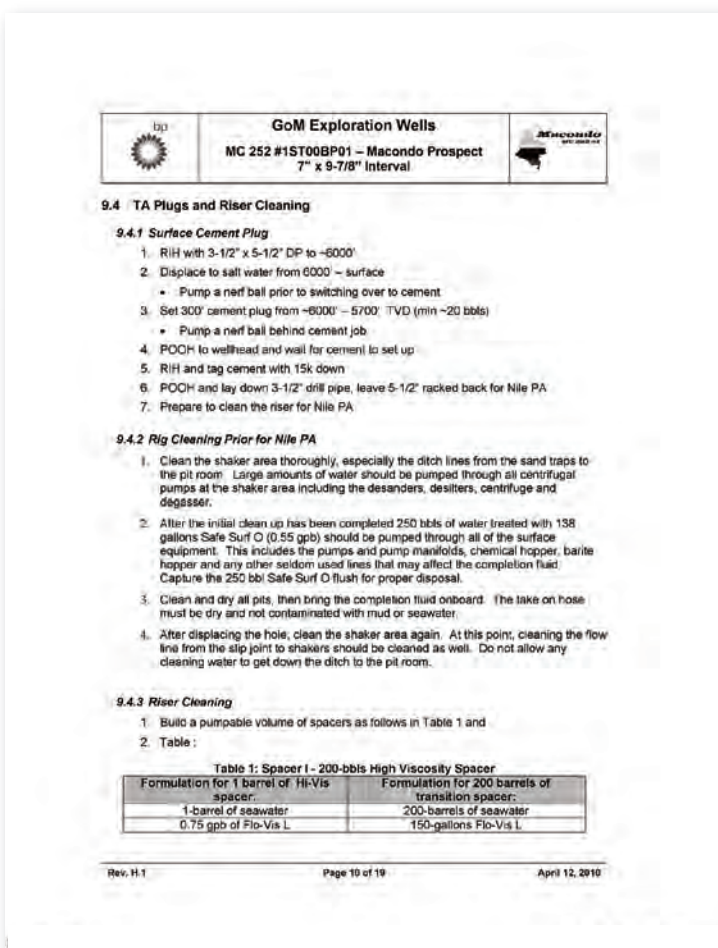 bp
GoM Exploration Wells
MC 252 #1ST00BP01 – Macondo Prospect
7" x 9-7/8" Interval
Macondo
9.4 TA Plugs and Riser Cleaning
9.4.1 Surface Cement Plug
1. RIH with 3-1/2" x 5-1/2" DP to ~6000'
2. Displace to salt water from 6000' – surface
• Pump a nerf ball prior to switching over to cement
3. Set 300' cement plug from ~6000' – 5700' TVD (min ~20 bbls)
• Pump a nerf ball behind cement job
4. POOH to wellhead and wait for cement to set up
5. RIH and tag cement with 15k down
6. POOH and lay down 3-1/2" drill pipe, leave 5-1/2" racked back for Nile PA
7. Prepare to clean the riser for Nile PA
9.4.2 Rig Cleaning Prior for Nile PA
1. Clean the shaker area thoroughly, especially the ditch lines from the sand traps to
the pit room. Large amounts of water should be pumped through all centrifugal
pumps at the shaker area including the desanders, desilters, centrifuge and
degasser.
2. After the initial clean up has been completed 250 bbls of water treated with 138
gallons Safe Surf O (0.55 gpb) should be pumped through all of the surface
equipment. This includes the pumps and pump manifolds, chemical hopper, barite
hopper and any other seldom used lines that may affect the completion fluid.
Capture the 250 bbl Safe Surf O flush for proper disposal.
3. Clean and dry all pits, then bring the completion fluid onboard. The take on hose
must be dry and not contaminated with mud or seawater.
4. After displacing the hole, clean the shaker area again. At this point, cleaning the flow
line from the slip joint to shakers should be cleaned as well. Do not allow any
cleaning water to get down the ditch to the pit room.
9.4.3 Riser Cleaning
1. Build a pumpable volume of spacers as follows in Table 1 and
2. Table :
Table 1: Spacer I - 200-bbls High Viscosity Spacer
Formulation for 1 barrel of Hi-Vis spacer: Formulation for 200 barrels of transition spacer:
1-barrel of seawater 200-barrels of seawater
0.75 gpb of Flo-Vis L 150-gallons Flo-Vis L
Rev. H.1 Page 10 of 19 April 12, 2010